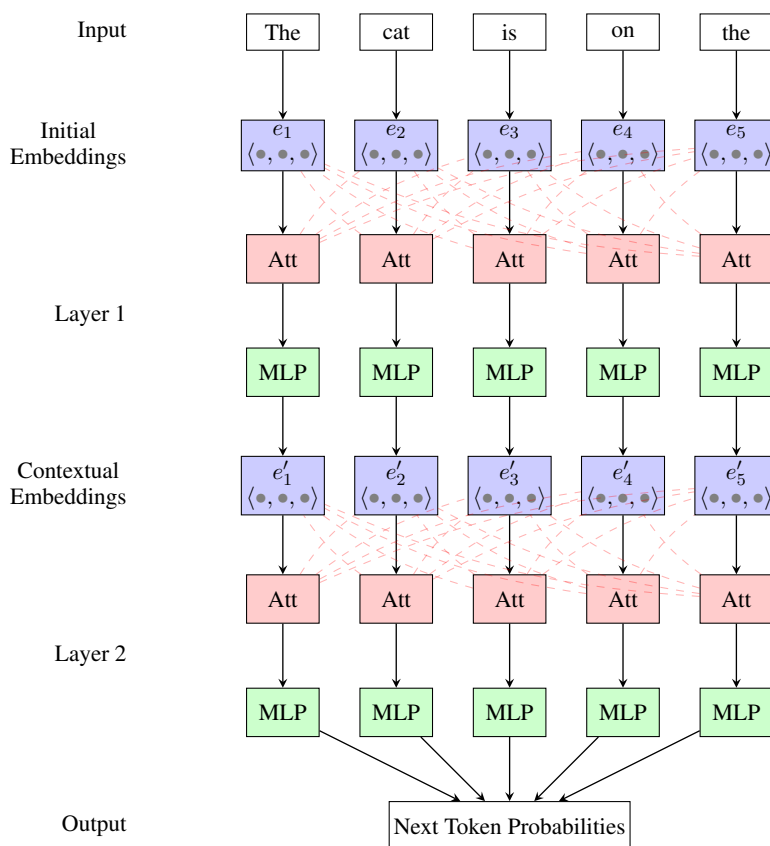 Input The cat is on the
Initial
Embeddings
e₁ e₂ e₃ e₄ e₅
⟨●, ●, ●⟩ ⟨●, ●, ●⟩ ⟨●, ●, ●⟩ ⟨●, ●, ●⟩ ⟨●, ●, ●⟩
Att Att Att Att Att
Layer 1
MLP MLP MLP MLP MLP
Contextual
Embeddings
e′₁ e′₂ e′₃ e′₄ e′₅
⟨●, ●, ●⟩ ⟨●, ●, ●⟩ ⟨●, ●, ●⟩ ⟨●, ●, ●⟩ ⟨●, ●, ●⟩
Att Att Att Att Att
Layer 2
MLP MLP MLP MLP MLP
Output Next Token Probabilities